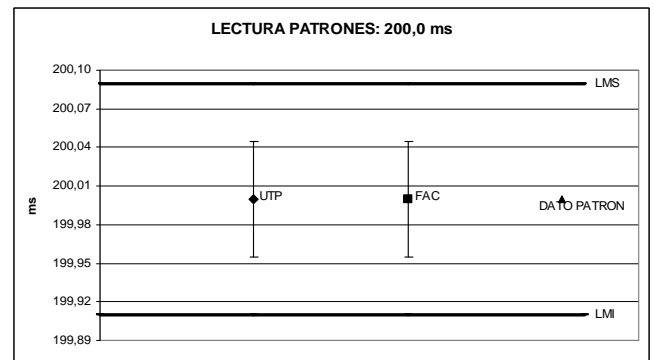 LECTURA PATRONES: 200,0 ms
200,10
LMS
200,07
200,04
200,01
UTP
FAC
DATO PATRON
ms
199,98
199,95
199,92
LMI
199,89